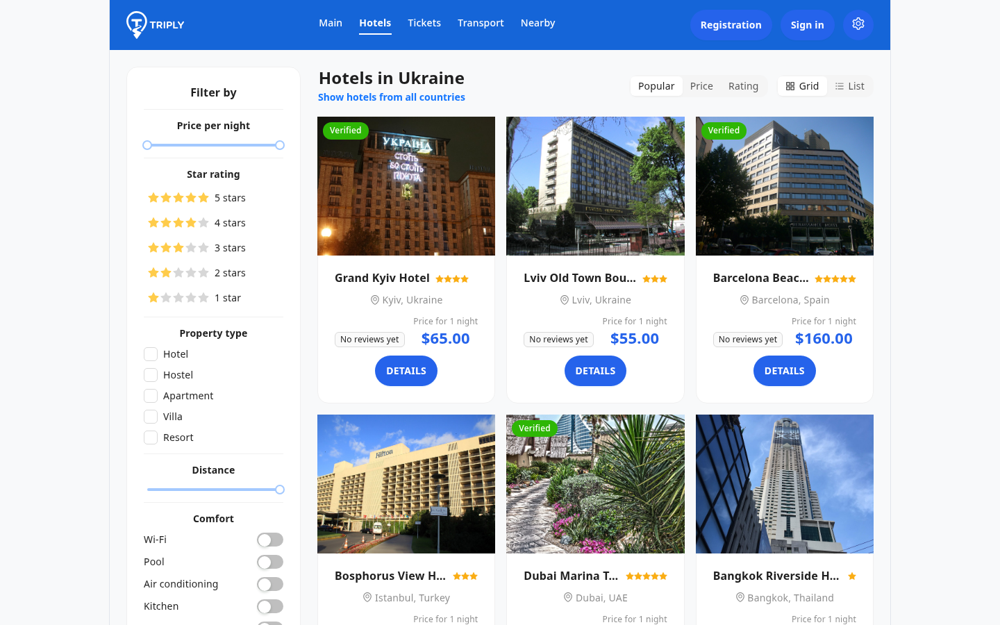 TRIPLY
Main
Hotels
Tickets
Transport
Nearby
Registration
Sign in
Filter by
Price per night
Star rating
5 stars
4 stars
3 stars
2 stars
1 star
Property type
Hotel
Hostel
Apartment
Villa
Resort
Distance
Comfort
Wi-Fi
Pool
Air conditioning
Kitchen
Hotels in Ukraine
Show hotels from all countries
Popular
Price
Rating
Grid
List
Verified
УКРАЇНА
СТОЇТЬ
БО СТОЇТЬ
ПІХОТА
Grand Kyiv Hotel
Kyiv, Ukraine
Price for 1 night
No reviews yet
$65.00
DETAILS
Lviv Old Town Bou...
Lviv, Ukraine
Price for 1 night
No reviews yet
$55.00
DETAILS
Verified
RENAISSANCE HOTEL
Barcelona Beac...
Barcelona, Spain
Price for 1 night
No reviews yet
$160.00
DETAILS
Hilton
Bosphorus View H...
Istanbul, Turkey
Price for 1 night
Verified
Dubai Marina T...
Dubai, UAE
Price for 1 night
Bangkok Riverside H...
Bangkok, Thailand
Price for 1 night